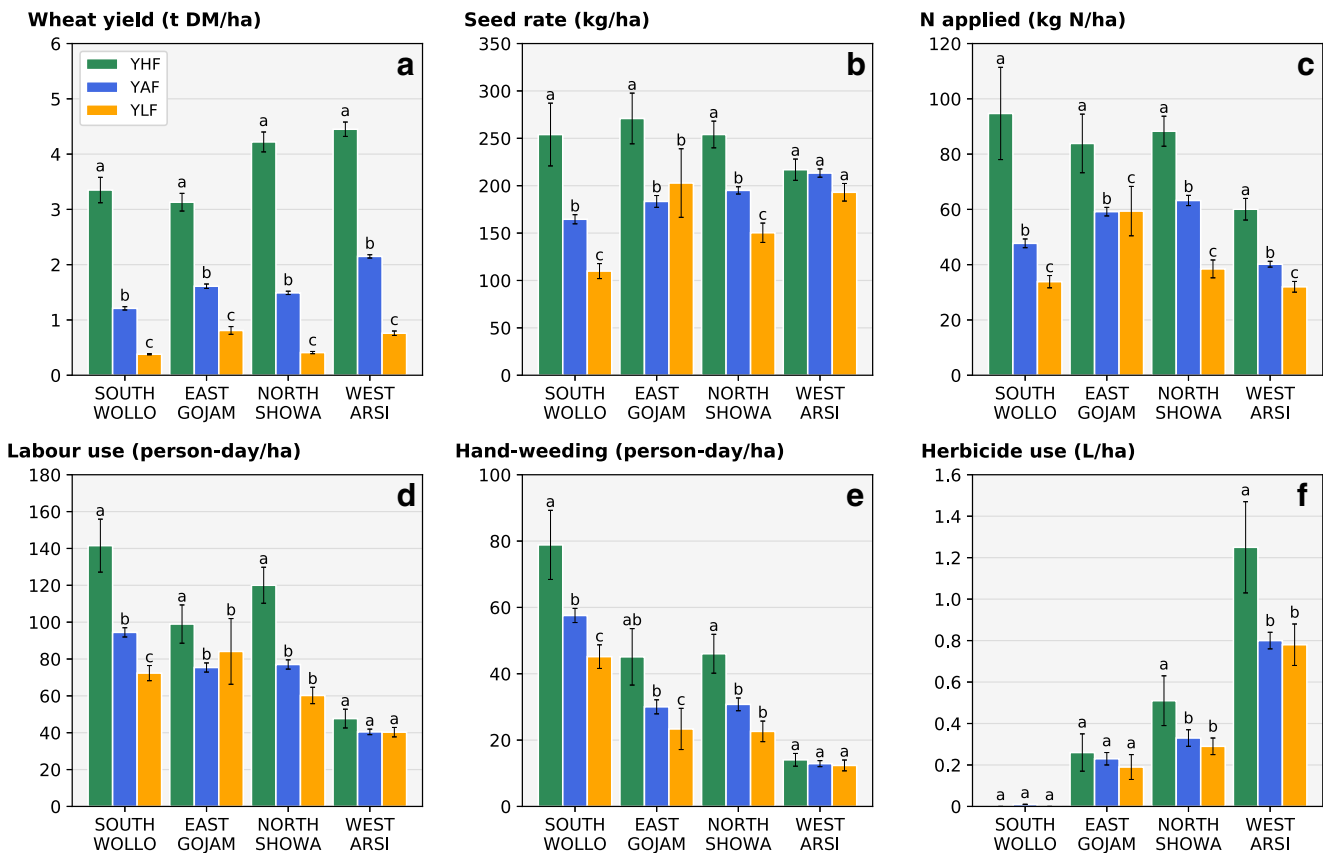 Wheat yield (t DM/ha)
6
5
4
3
2
1
0
YHF
YAF
YLF
a
a
b
c
a
b
c
a
b
c
a
b
c
SOUTH WOLLO
EAST GOJAM
NORTH SHOWA
WEST ARSI
Seed rate (kg/ha)
350
300
250
200
150
100
50
0
b
a
b
c
a
b
b
a
b
c
a
a
a
SOUTH WOLLO
EAST GOJAM
NORTH SHOWA
WEST ARSI
N applied (kg N/ha)
120
100
80
60
40
20
0
c
a
b
c
a
b
c
a
b
c
a
b
c
SOUTH WOLLO
EAST GOJAM
NORTH SHOWA
WEST ARSI
Labour use (person-day/ha)
180
160
140
120
100
80
60
40
20
0
d
a
b
c
a
b
b
a
b
b
a
a
a
SOUTH WOLLO
EAST GOJAM
NORTH SHOWA
WEST ARSI
Hand-weeding (person-day/ha)
100
80
60
40
20
0
e
a
b
c
ab
b
c
a
b
b
a
a
a
SOUTH WOLLO
EAST GOJAM
NORTH SHOWA
WEST ARSI
Herbicide use (L/ha)
1.6
1.4
1.2
1.0
0.8
0.6
0.4
0.2
0
f
a
a
a
a
a
a
a
b
b
a
b
b
SOUTH WOLLO
EAST GOJAM
NORTH SHOWA
WEST ARSI